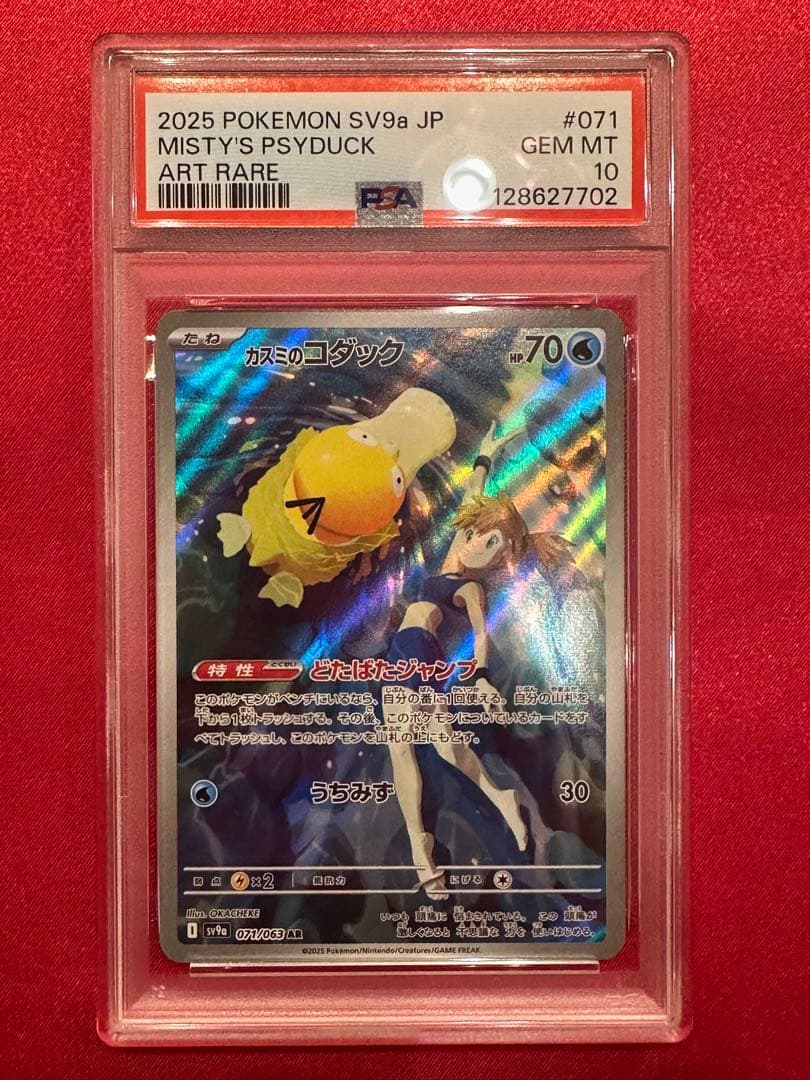 2025 POKEMON SV9a JP #071
MISTY'S PSYDUCK GEM MT
ART RARE 10
PSA 128627702
たね カスミのコダック HP70
特性 とくせい どたばたジャンプ
このポケモンがベンチにいるなら、自分の番に1回使える。自分の山札を
下から1枚トラッシュする。その後、このポケモンについているカードをす
べてトラッシュし、このポケモンを山札の上にもどす。
うちみず 30
弱点 ×2 抵抗力 にげる
Illus. OKACHEKE
I sv9a 071/063 AR
いつも 頭痛に 悩まされている。 この 頭痛が
激しくなると 不思議な 力を 使いはじめる。
©2025 Pokémon/Nintendo/Creatures/GAME FREAK.